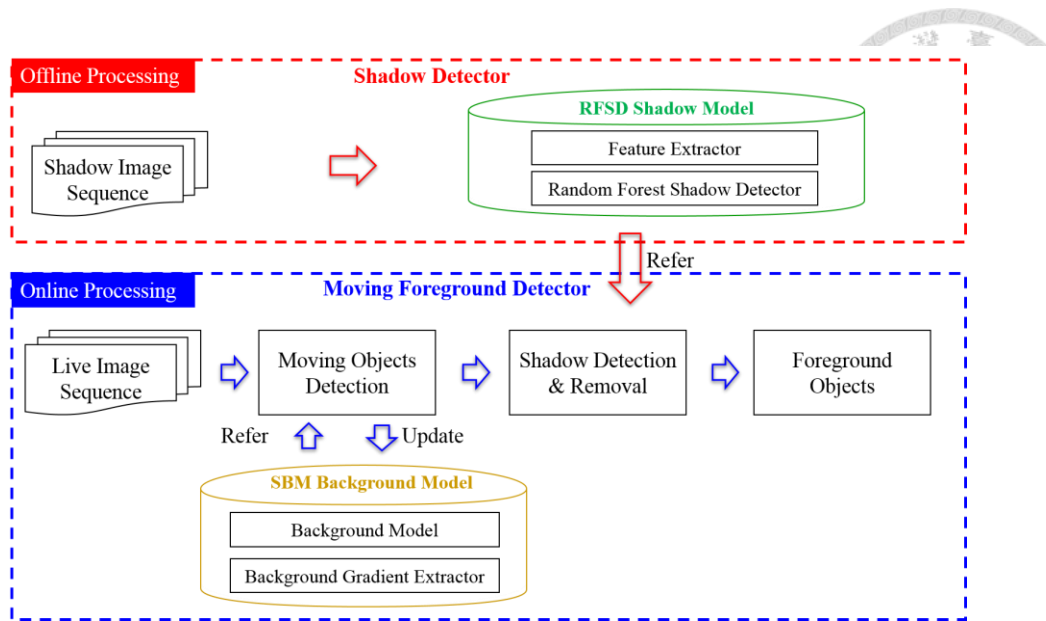 Offline Processing
Shadow Detector
RFSD Shadow Model
Feature Extractor
Shadow Image
Sequence
Random Forest Shadow Detector
Refer
Online Processing
Moving Foreground Detector
Live Image
Sequence
Moving Objects
Detection
Shadow Detection
& Removal
Foreground
Objects
Refer
Update
SBM Background Model
Background Model
Background Gradient Extractor